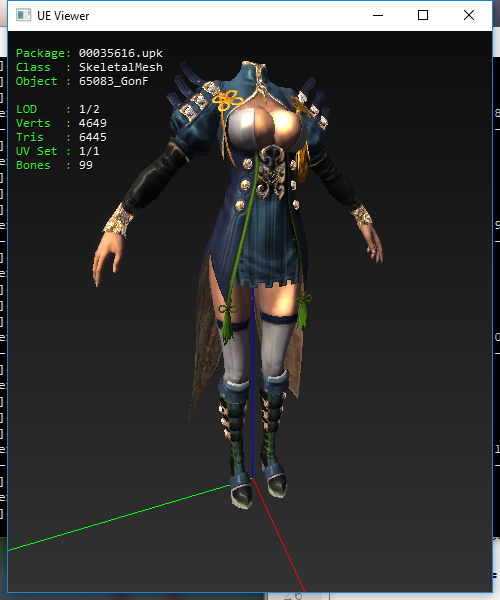 UE Viewer
Package: 00035616.upk
Class : SkeletalMesh
Object : 65083_GonF
LOD : 1/2
Verts : 4649
Tris : 6445
UV Set : 1/1
Bones : 99